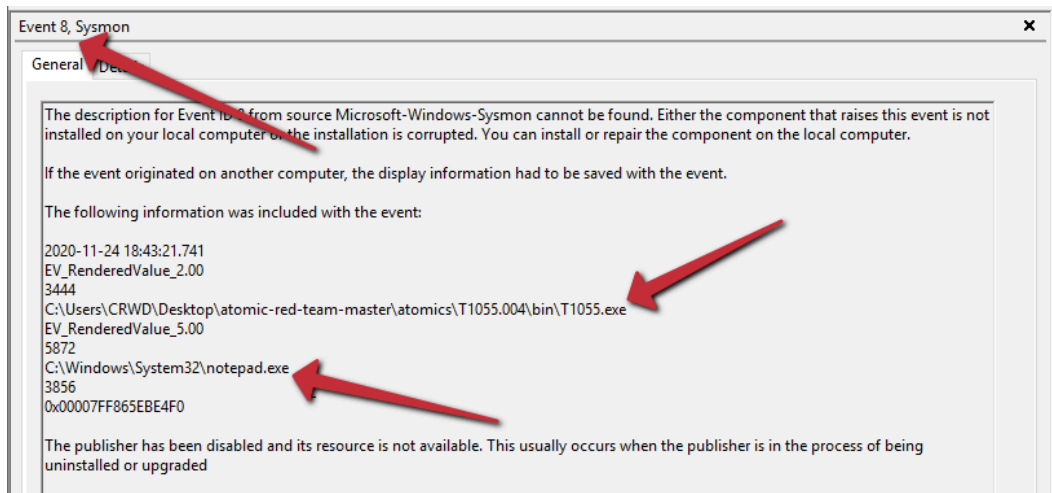 Event 8, Sysmon
General
The description for Event ID from source Microsoft-Windows-Sysmon cannot be found. Either the component that raises this event is not
installed on your local computer or the installation is corrupted. You can install or repair the component on the local computer.
If the event originated on another computer, the display information had to be saved with the event.
The following information was included with the event:
2020-11-24 18:43:21.741
EV_RenderedValue_2.00
3444
C:\Users\CRWD\Desktop\atomic-red-team-master\atomics\T1055.004\bin\T1055.exe
EV_RenderedValue_5.00
5872
C:\Windows\System32\notepad.exe
3856
0x00007FF865EBE4F0
The publisher has been disabled and its resource is not available. This usually occurs when the publisher is in the process of being
uninstalled or upgraded